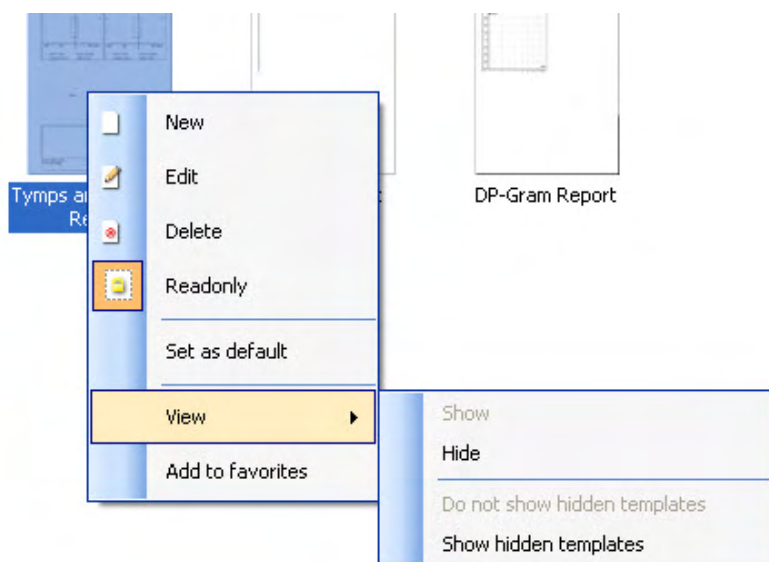 New
Edit
Tymps a
DP-Gram Report
Re
Delete
Readonly
Set as default
View
Add to favorites
Show
Hide
Do not show hidden templates
Show hidden templates